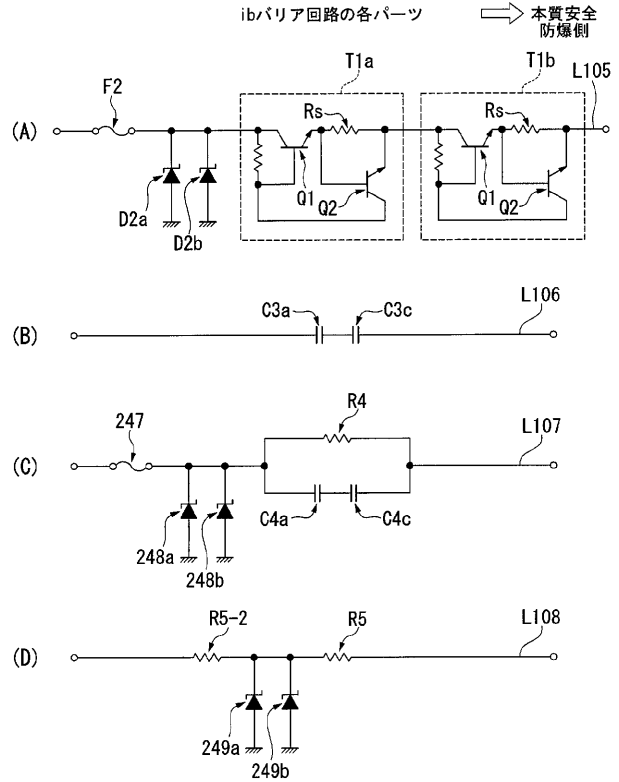 ibバリア回路の各パーツ
本質安全
防爆側
T1a
T1b
L105
F2
Rs
Rs
(A)
Q1
Q1
Q2
Q2
D2a
D2b
C3a
C3c
L106
(B)
R4
247
L107
(C)
C4a
C4c
248a
248b
R5-2
R5
L108
(D)
249a
249b